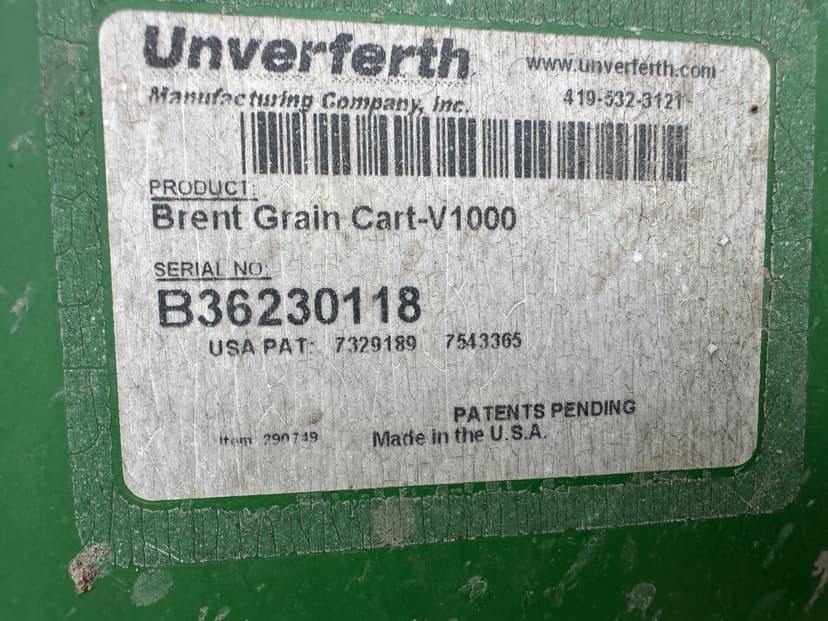 Unverferth
www.unverferth.com
Manufacturing Company, Inc.
419-532-3121
PRODUCT:
Brent Grain Cart-V1000
SERIAL NO:
B36230118
USA PAT: 7329189 7543365
PATENTS PENDING
Item 290749
Made in the U.S.A.